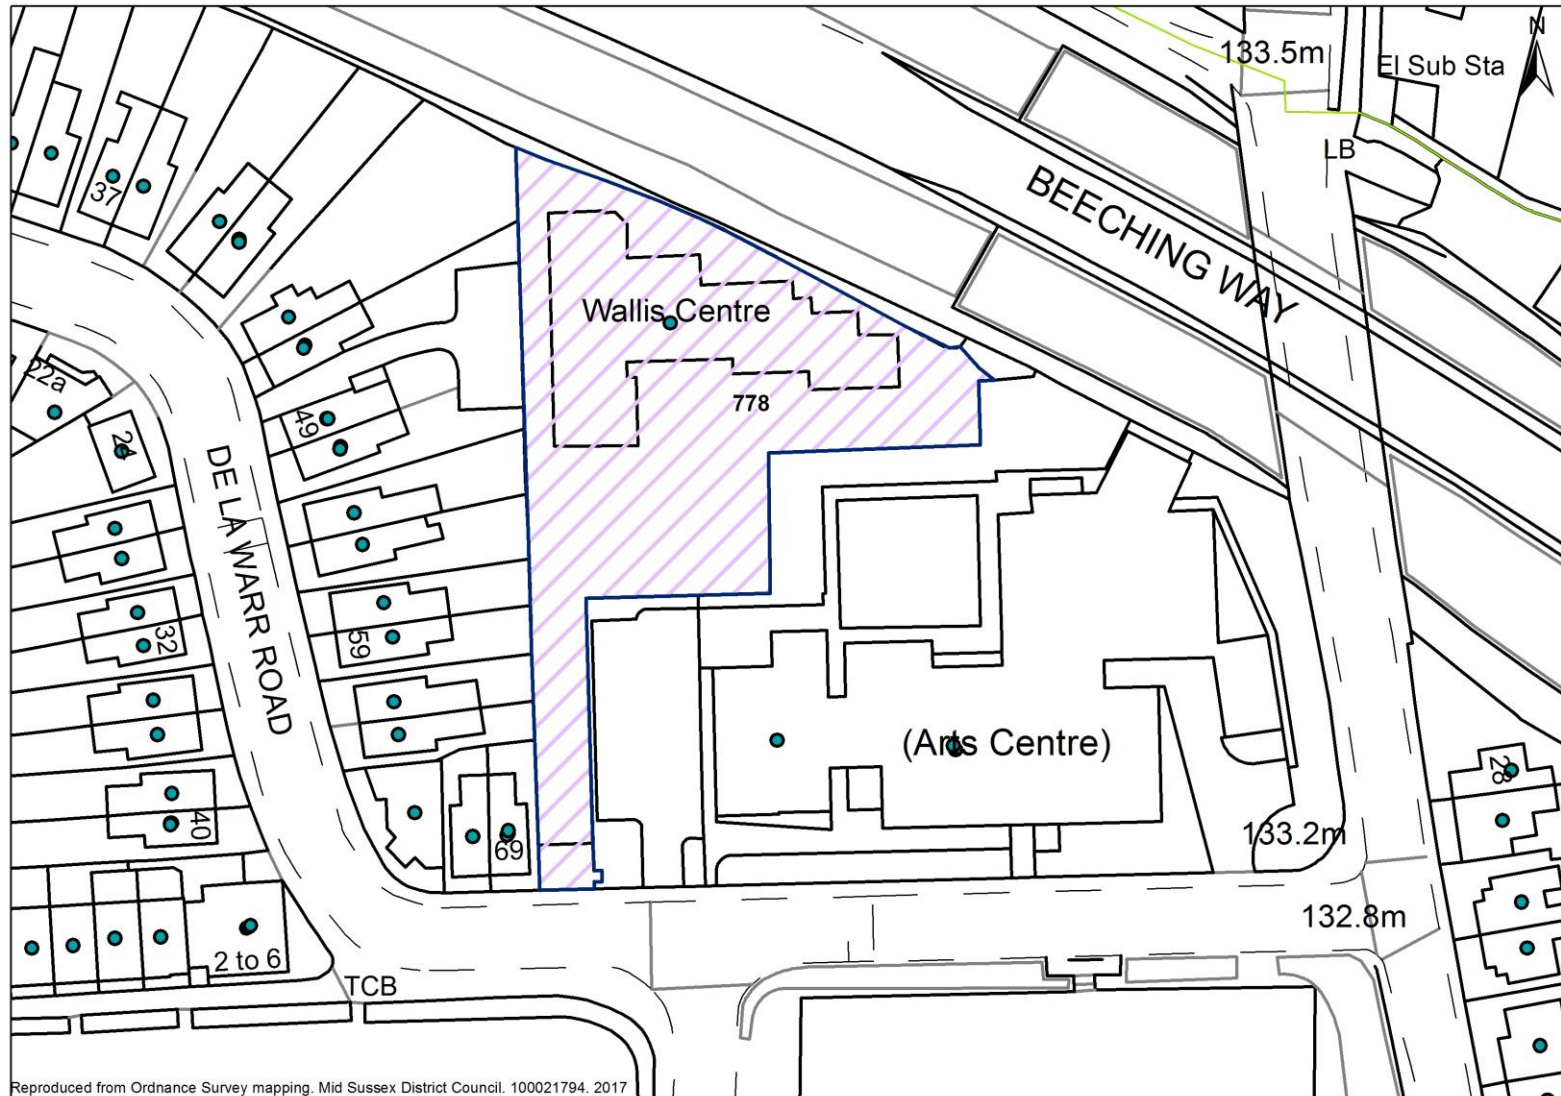 133.5m
N
El Sub Sta
LB
37
BEECHING WAY
Wallis Centre
22a
778
49
24
DE LA WARR ROAD
32
59
(Arts Centre)
28
40
69
133.2m
132.8m
2 to 6
TCB
Reproduced from Ordnance Survey mapping. Mid Sussex District Council. 100021794. 2017